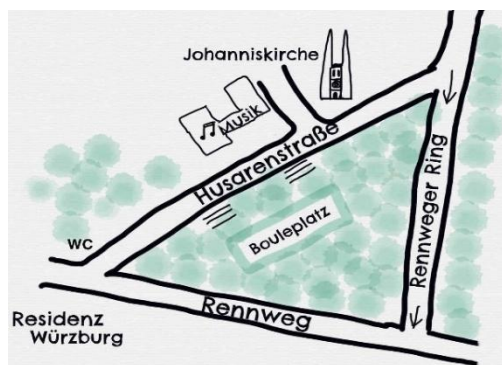 Johanniskirche
Musik
Husarenstraße
Bouleplatz
Rennweger Ring
WC
Rennweg
Residenz
Würzburg